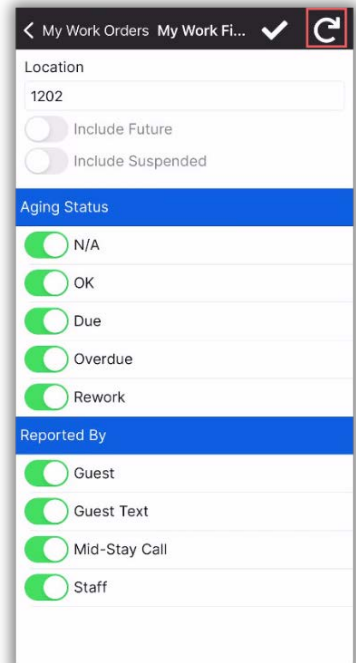 My Work Orders My Work Fi...
Location
1202
Include Future
Include Suspended
Aging Status
N/A
OK
Due
Overdue
Rework
Reported By
Guest
Guest Text
Mid-Stay Call
Staff